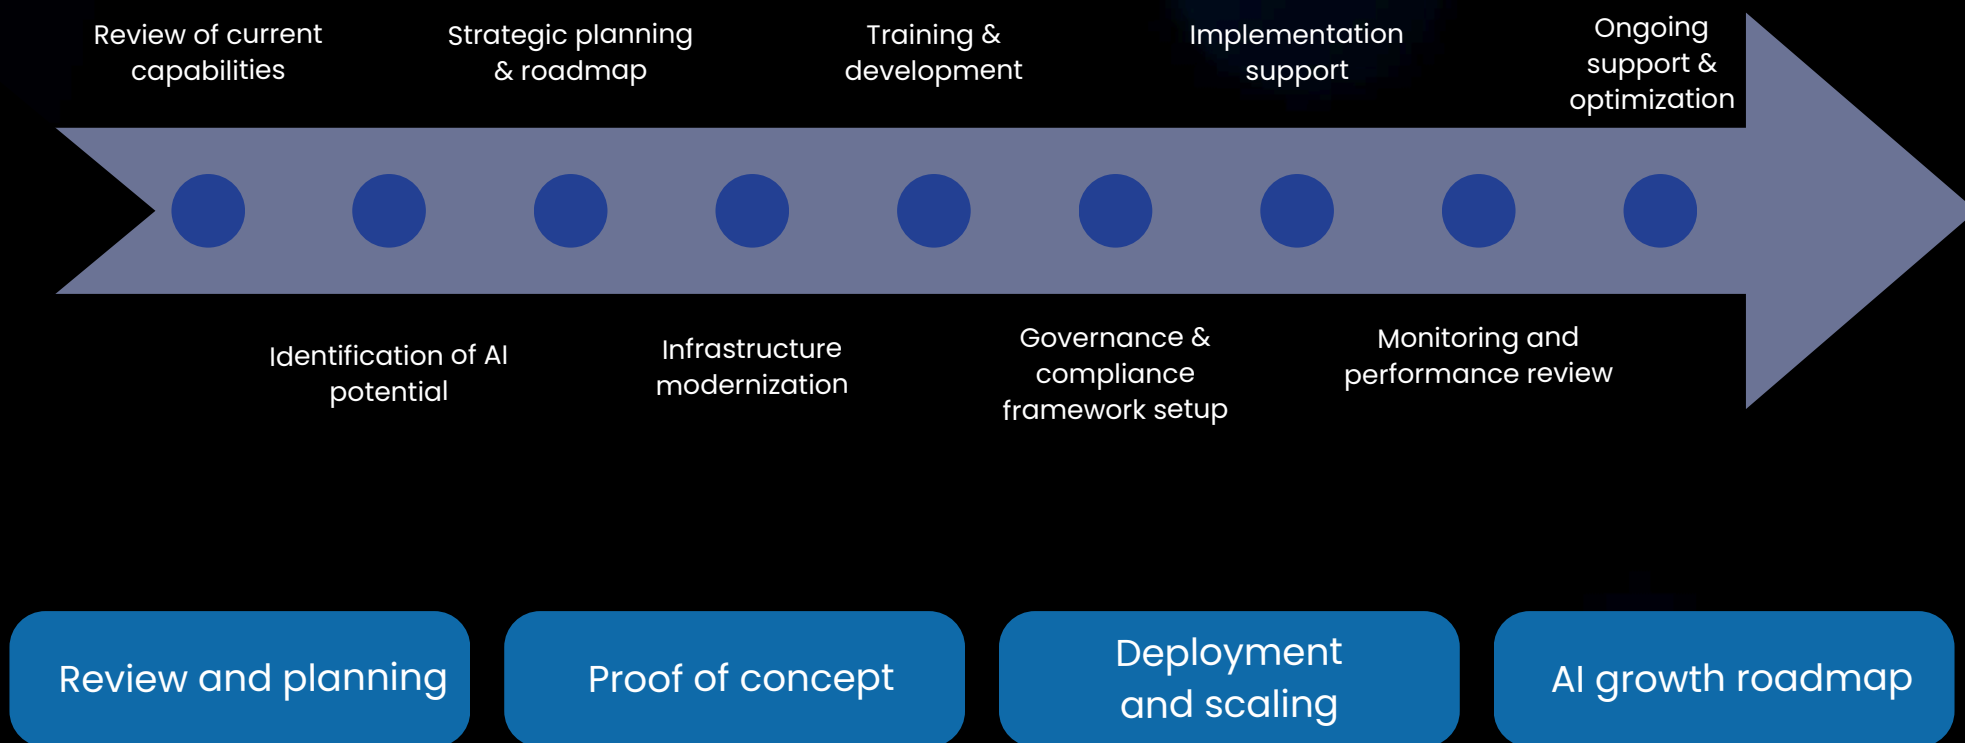 Review of current
capabilities
Strategic planning
& roadmap
Training &
development
Implementation
support
Ongoing
support &
optimization
Identification of AI
potential
Infrastructure
modernization
Governance &
compliance
framework setup
Monitoring and
performance review
Review and planning
Proof of concept
Deployment
and scaling
AI growth roadmap